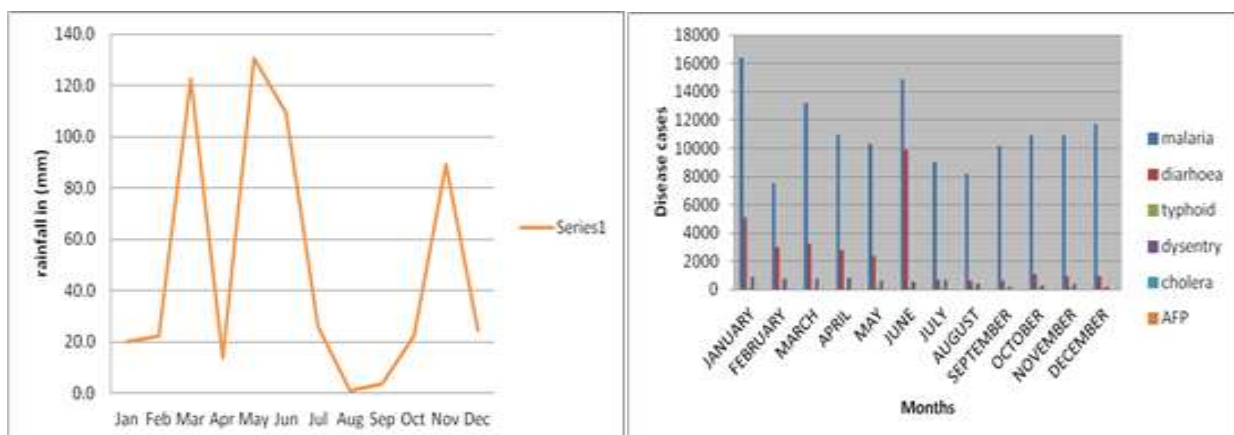 140.0
120.0
100.0
80.0
60.0
40.0
20.0
0.0
rainfall in (mm)
Jan Feb Mar Apr May Jun Jul Aug Sep Oct Nov Dec
Series1
18000
16000
14000
12000
10000
8000
6000
4000
2000
0
Disease cases
JANUARY
FEBRUARY
MARCH
APRIL
MAY
JUNE
JULY
AUGUST
SEPTEMBER
OCTOBER
NOVEMBER
DECEMBER
Months
malaria
diarhoea
typhoid
dysentry
cholera
AFP